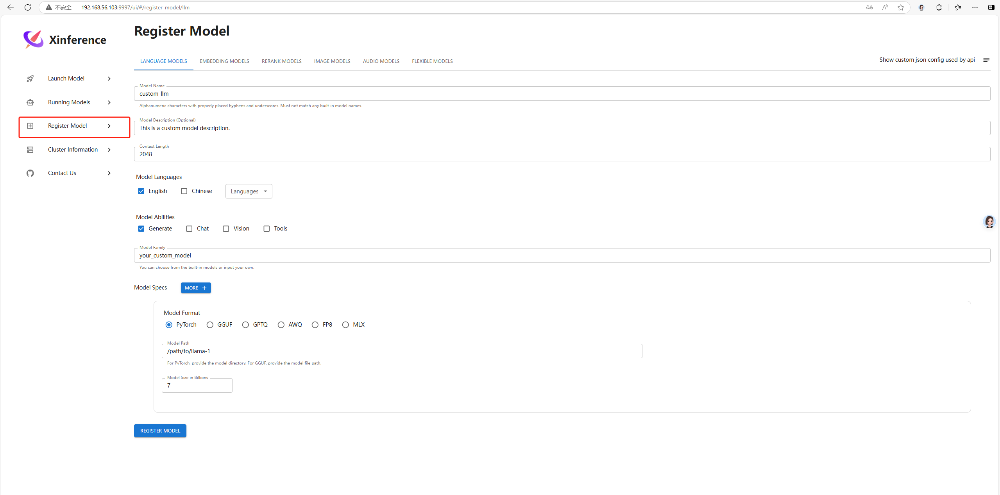 不安全 192.168.56.103:9997/ui/#/register_model/llm
Xinference
Launch Model
Running Models
Register Model
Cluster Information
Contact Us
Register Model
LANGUAGE MODELS EMBEDDING MODELS RERANK MODELS IMAGE MODELS AUDIO MODELS FLEXIBLE MODELS
Show custom json config used by api
Model Name
custom-llm
Alphanumeric characters with properly placed hyphens and underscores. Must not match any built-in model names.
Model Description (Optional)
This is a custom model description.
Context Length
2048
Model Languages
English Chinese Languages
Model Abilities
Generate Chat Vision Tools
Model Family
your_custom_model
You can choose from the built-in models or input your own.
Model Specs MORE
Model Format
PyTorch GGUF GPTQ AWQ FP8 MLX
Model Path
/path/to/llama-1
For PyTorch, provide the model directory. For GGUF, provide the model file path.
Model Size in Billions
7
REGISTER MODEL